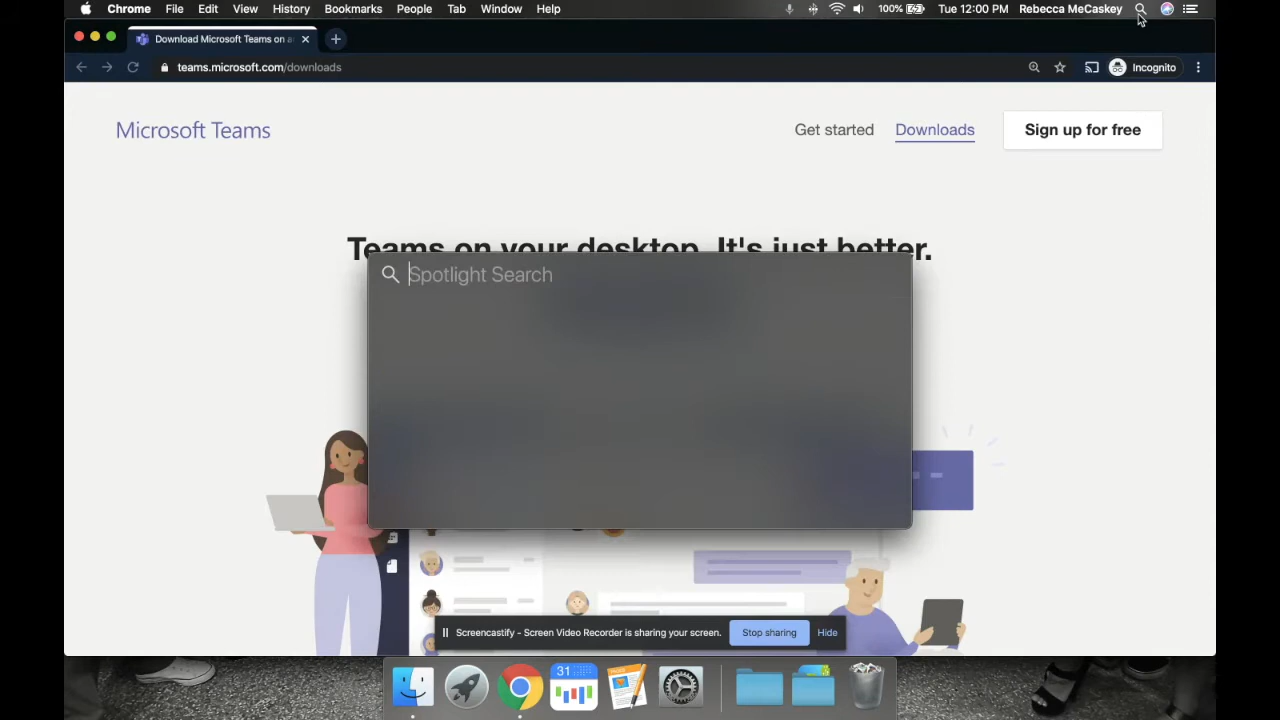 Chrome File Edit View History Bookmarks People Tab Window Help 100% Tue 12:00 PM Rebecca McCaskey
Download Microsoft Teams on a
teams.microsoft.com/downloads Incognito
Microsoft Teams Get started Downloads Sign up for free
Teams on your desktop. It's just better.
Spotlight Search
Screencastify - Screen Video Recorder is sharing your screen. Stop sharing Hide
31